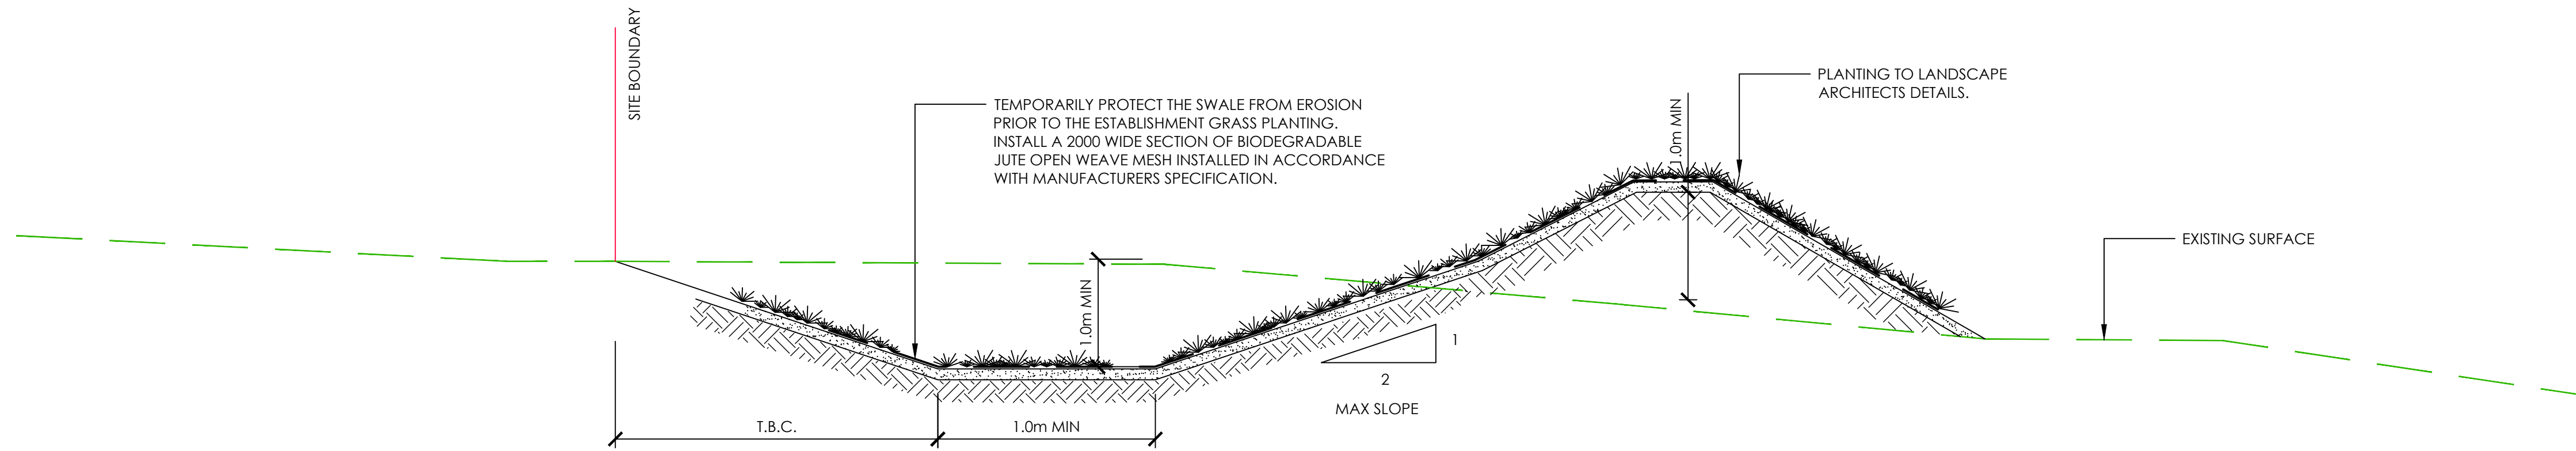 SITE BOUNDARY
TEMPORARILY PROTECT THE SWALE FROM EROSION
PRIOR TO THE ESTABLISHMENT GRASS PLANTING.
INSTALL A 2000 WIDE SECTION OF BIODEGRADABLE
JUTE OPEN WEAVE MESH INSTALLED IN ACCORDANCE
WITH MANUFACTURERS SPECIFICATION.
1.0m MIN
PLANTING TO LANDSCAPE
ARCHITECTS DETAILS.
EXISTING SURFACE
1.0m MIN
1
2
MAX SLOPE
T.B.C.
1.0m MIN